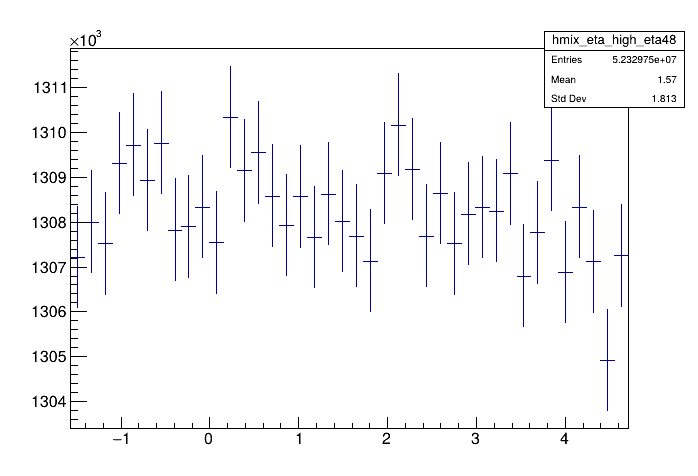 ×10³
hmix_eta_high_eta48
Entries 5.232975e+07
Mean 1.57
Std Dev 1.813
1311
1310
1309
1308
1307
1306
1305
1304
−1 0 1 2 3 4